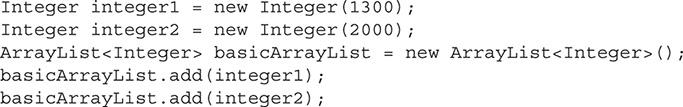 Integer integer1 = new Integer(1300);
Integer integer2 = new Integer(2000);
ArrayList<Integer> basicArrayList = new ArrayList<Integer>();
basicArrayList.add(integer1);
basicArrayList.add(integer2);